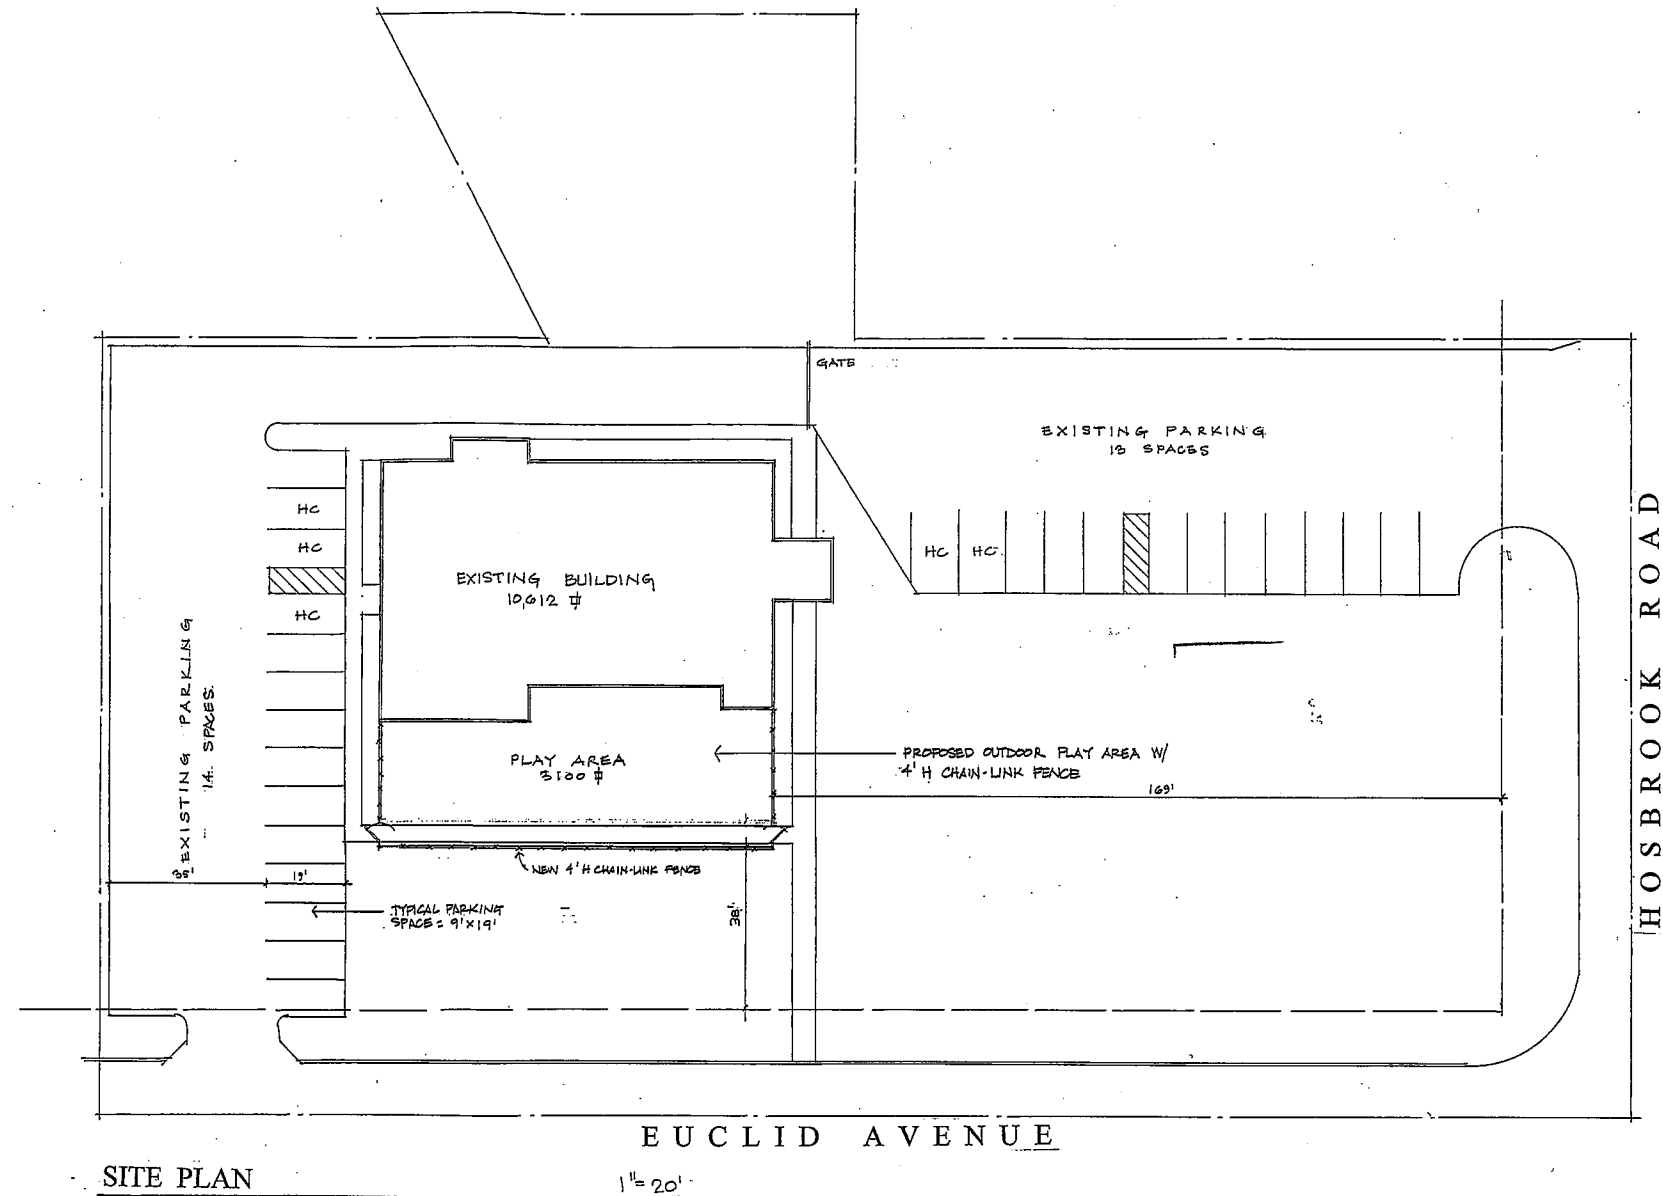 GATE
EXISTING PARKING
13 SPACES
HC
HC
HC HC
HC
EXISTING BUILDING
10,612 ⌗
EXISTING PARKING
14 SPACES
PLAY AREA
3100 ⌗
PROPOSED OUTDOOR PLAY AREA W/
4' H CHAIN-LINK FENCE
169'
NEW 4' H CHAIN-LINK FENCE
35'
19'
TYPICAL PARKING
SPACE = 9'x19'
38'
HOSBROOK ROAD
EUCLID AVENUE
SITE PLAN
1"=20'